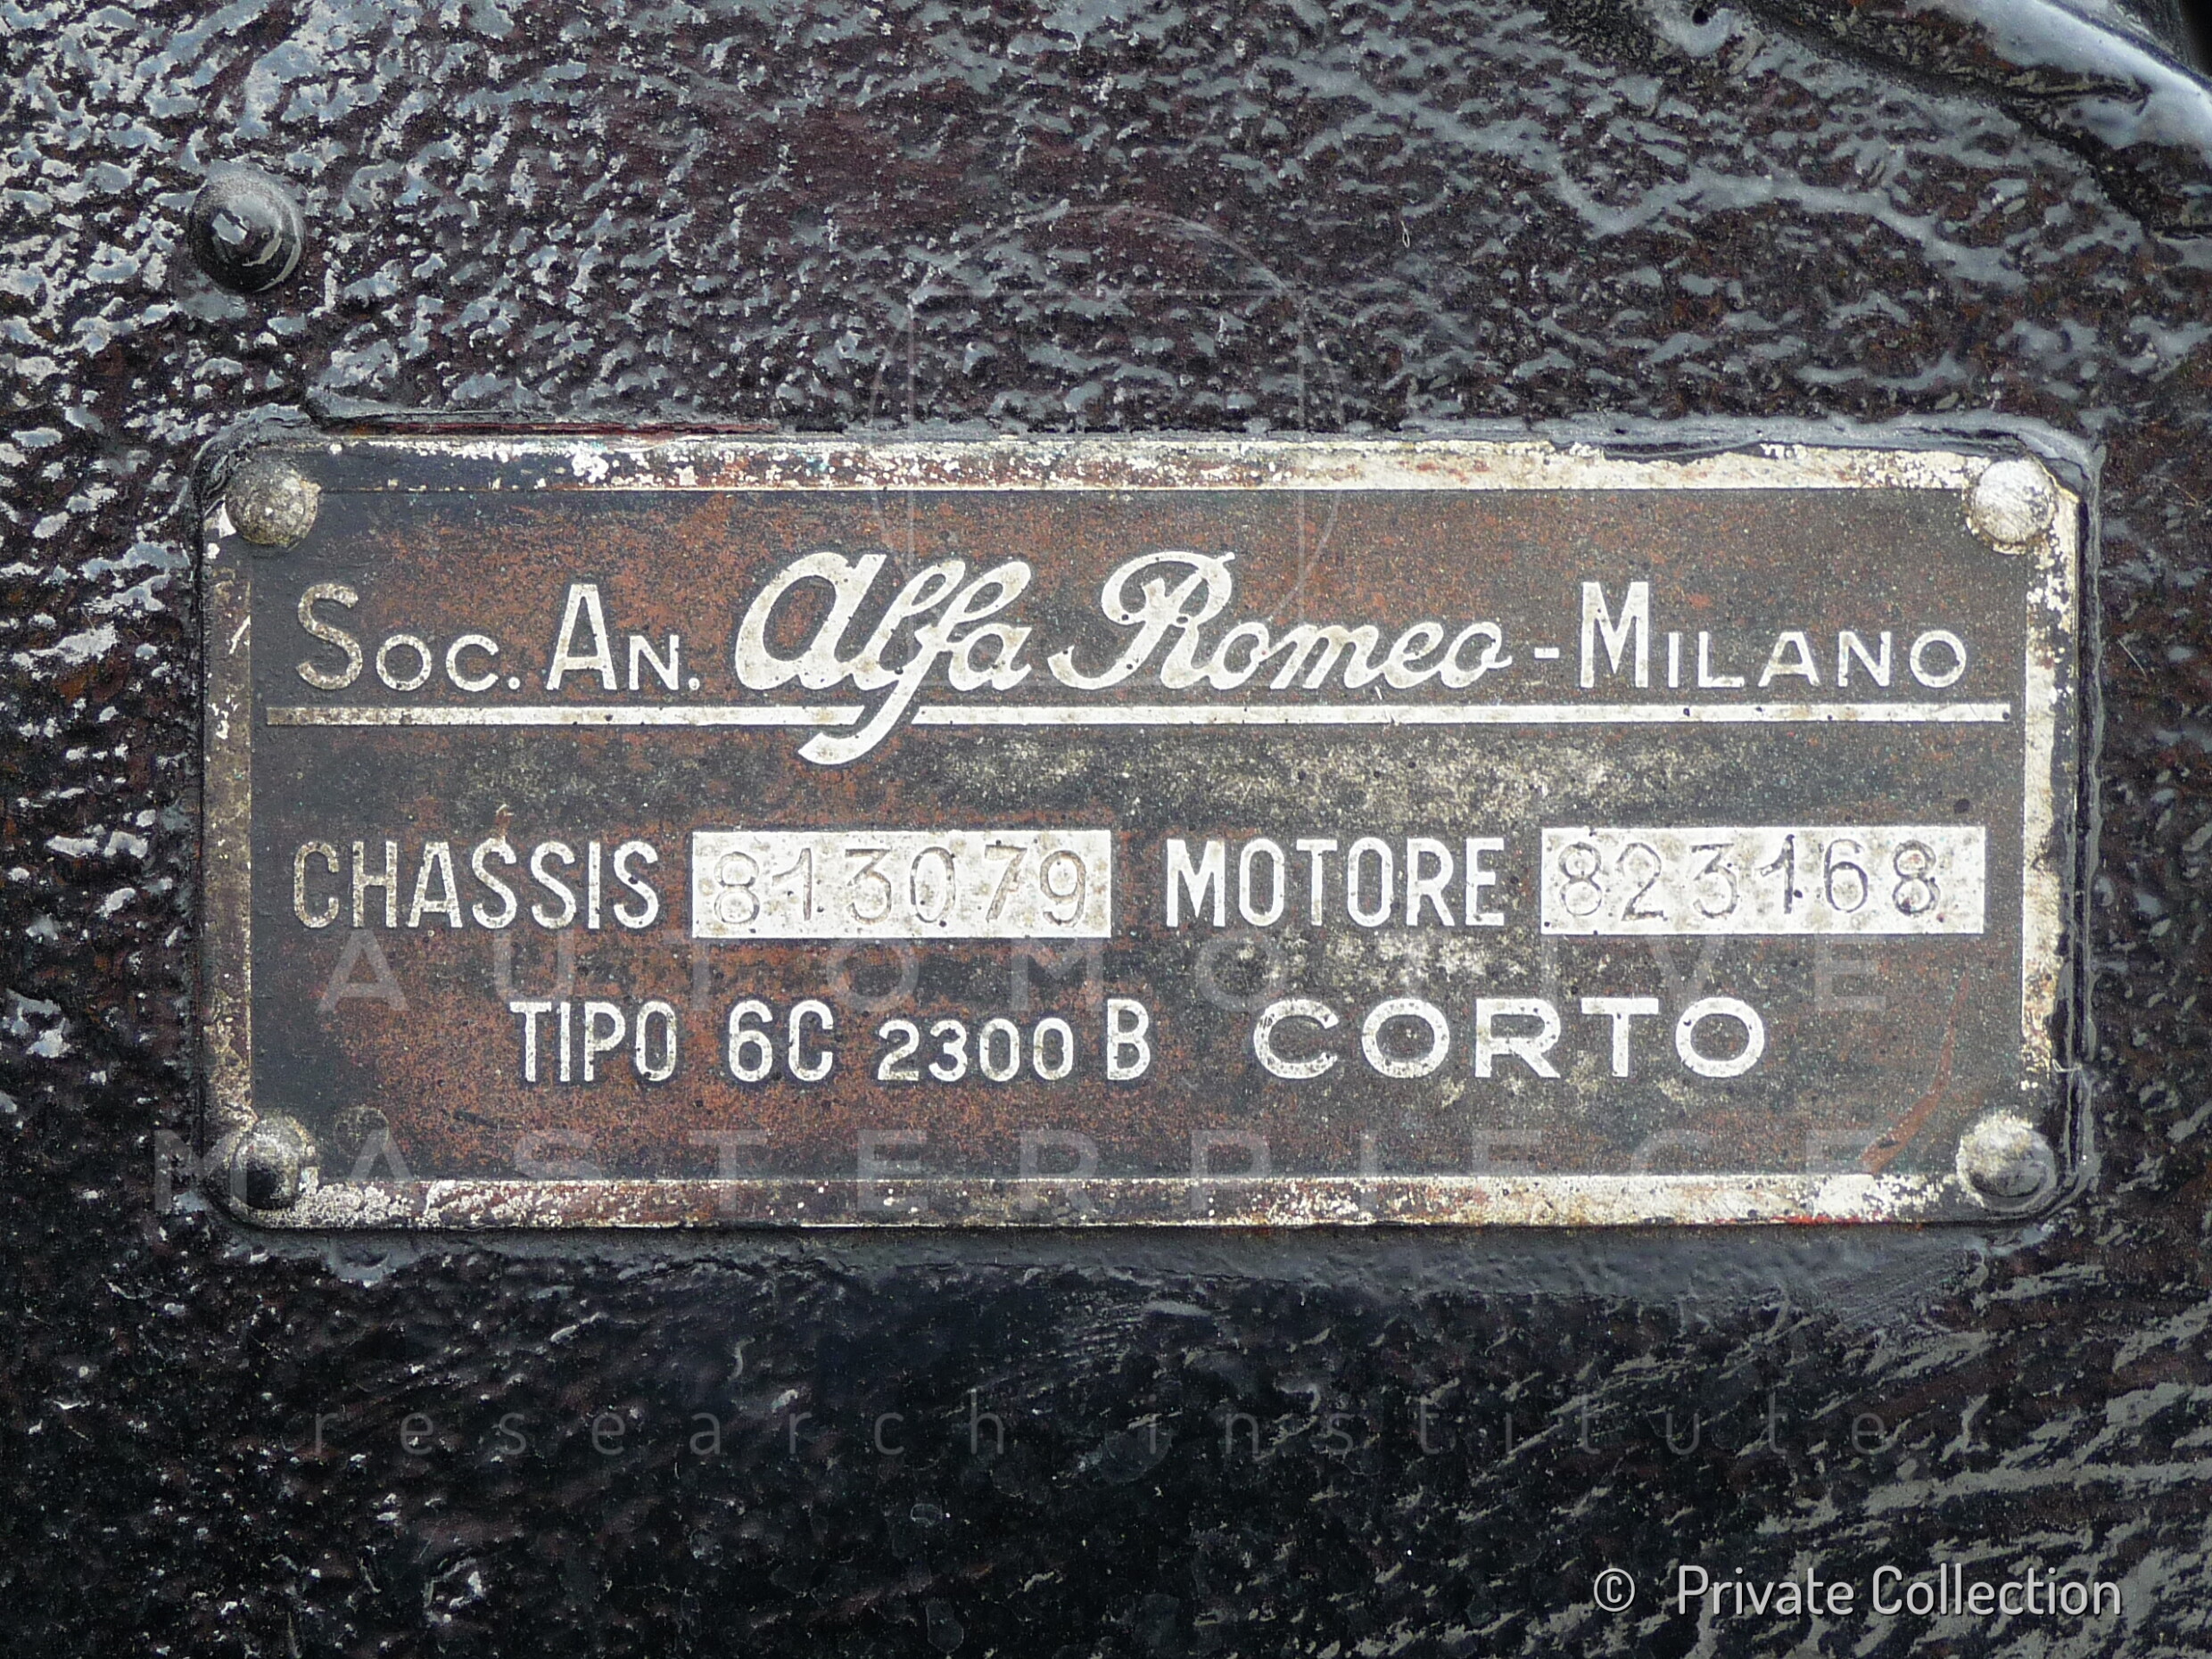 Soc. An. Alfa Romeo - Milano
CHASSIS 813079 MOTORE 823168
TIPO 6C 2300 B CORTO
AUTOMOTIVE
MASTERPIECE
research institute
© Private Collection